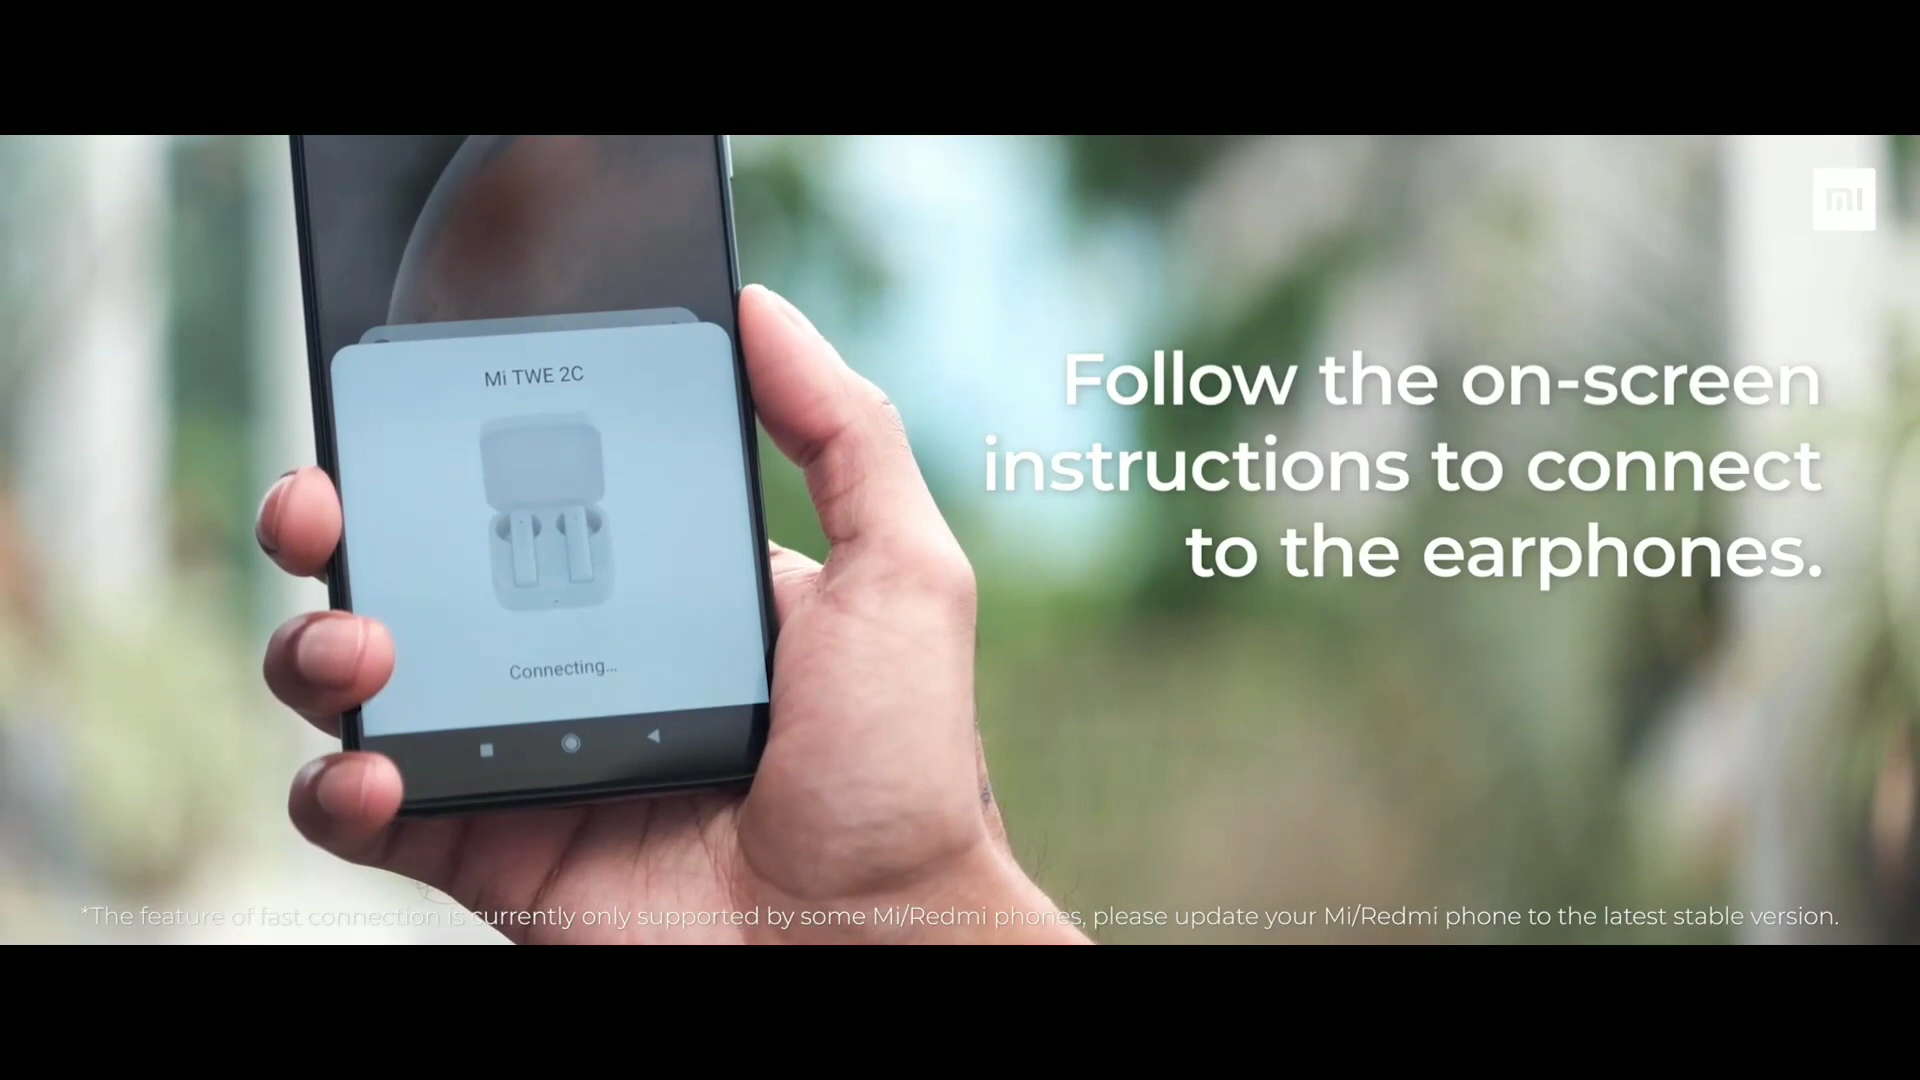 mi
Mi TWE 2C
Follow the on-screen
instructions to connect
to the earphones.
Connecting...
*The feature of fast connection is currently only supported by some Mi/Redmi phones, please update your Mi/Redmi phone to the latest stable version.